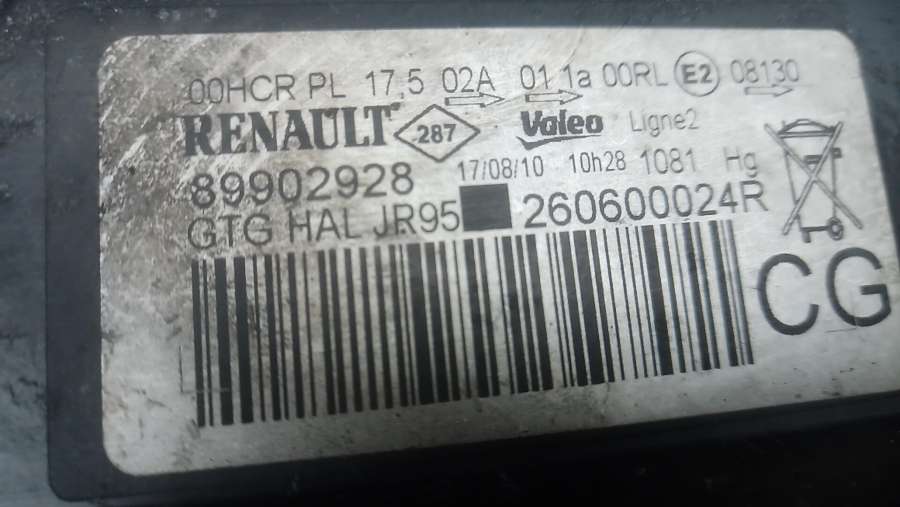 00HCR PL 17,5 02A 01 1a 00RL E2 08130
RENAULT 287 Valeo Ligne2
89902928 17/08/10 10h28 1081 Hg
GTG HAL JR95 260600024R
CG